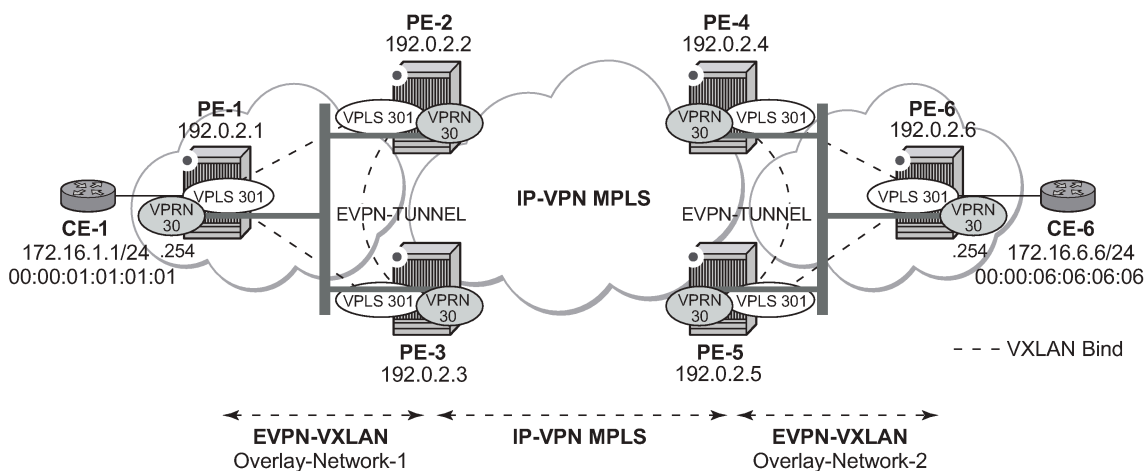 PE-2
192.0.2.2
PE-4
192.0.2.4
PE-1
192.0.2.1
PE-6
192.0.2.6
VPLS 301
VPRN
30
VPRN
30
VPLS 301
VPLS 301
VPRN
30
CE-1
172.16.1.1/24
00:00:01:01:01:01
.254
EVPN-TUNNEL
IP-VPN MPLS
EVPN-TUNNEL
VPLS 301
VPRN
30
.254
CE-6
172.16.6.6/24
00:00:06:06:06:06
VPLS 301
VPRN
30
VPRN
30
VPLS 301
PE-3
192.0.2.3
PE-5
192.0.2.5
VXLAN Bind
EVPN-VXLAN
Overlay-Network-1
IP-VPN MPLS
EVPN-VXLAN
Overlay-Network-2